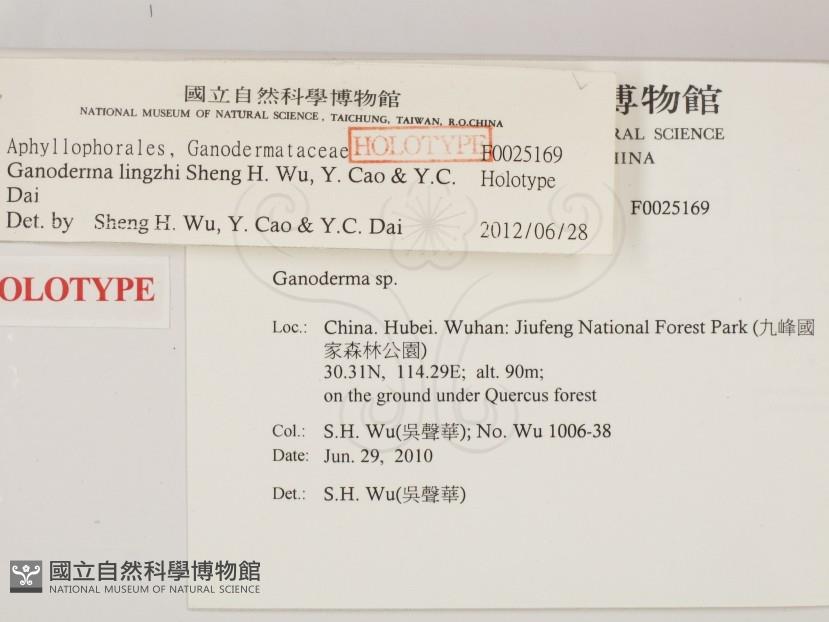 國立自然科學博物館
NATIONAL MUSEUM OF NATURAL SCIENCE, TAICHUNG, TAIWAN, R.O.CHINA
Aphyllophorales, Ganodermataceae HOLOTYPE F0025169
Ganoderma lingzhi Sheng H. Wu, Y. Cao & Y.C. Holotype
Dai
Det. by Sheng H. Wu, Y. Cao & Y.C. Dai 2012/06/28
博物館
RAL SCIENCE
HINA
F0025169
OLOTYPE
Ganoderma sp.
Loc.: China. Hubei. Wuhan: Jiufeng National Forest Park (九峰國
家森林公園)
30.31N, 114.29E; alt. 90m;
on the ground under Quercus forest
Col.: S.H. Wu(吳聲華); No. Wu 1006-38
Date: Jun. 29, 2010
Det.: S.H. Wu(吳聲華)
國立自然科學博物館
NATIONAL MUSEUM OF NATURAL SCIENCE